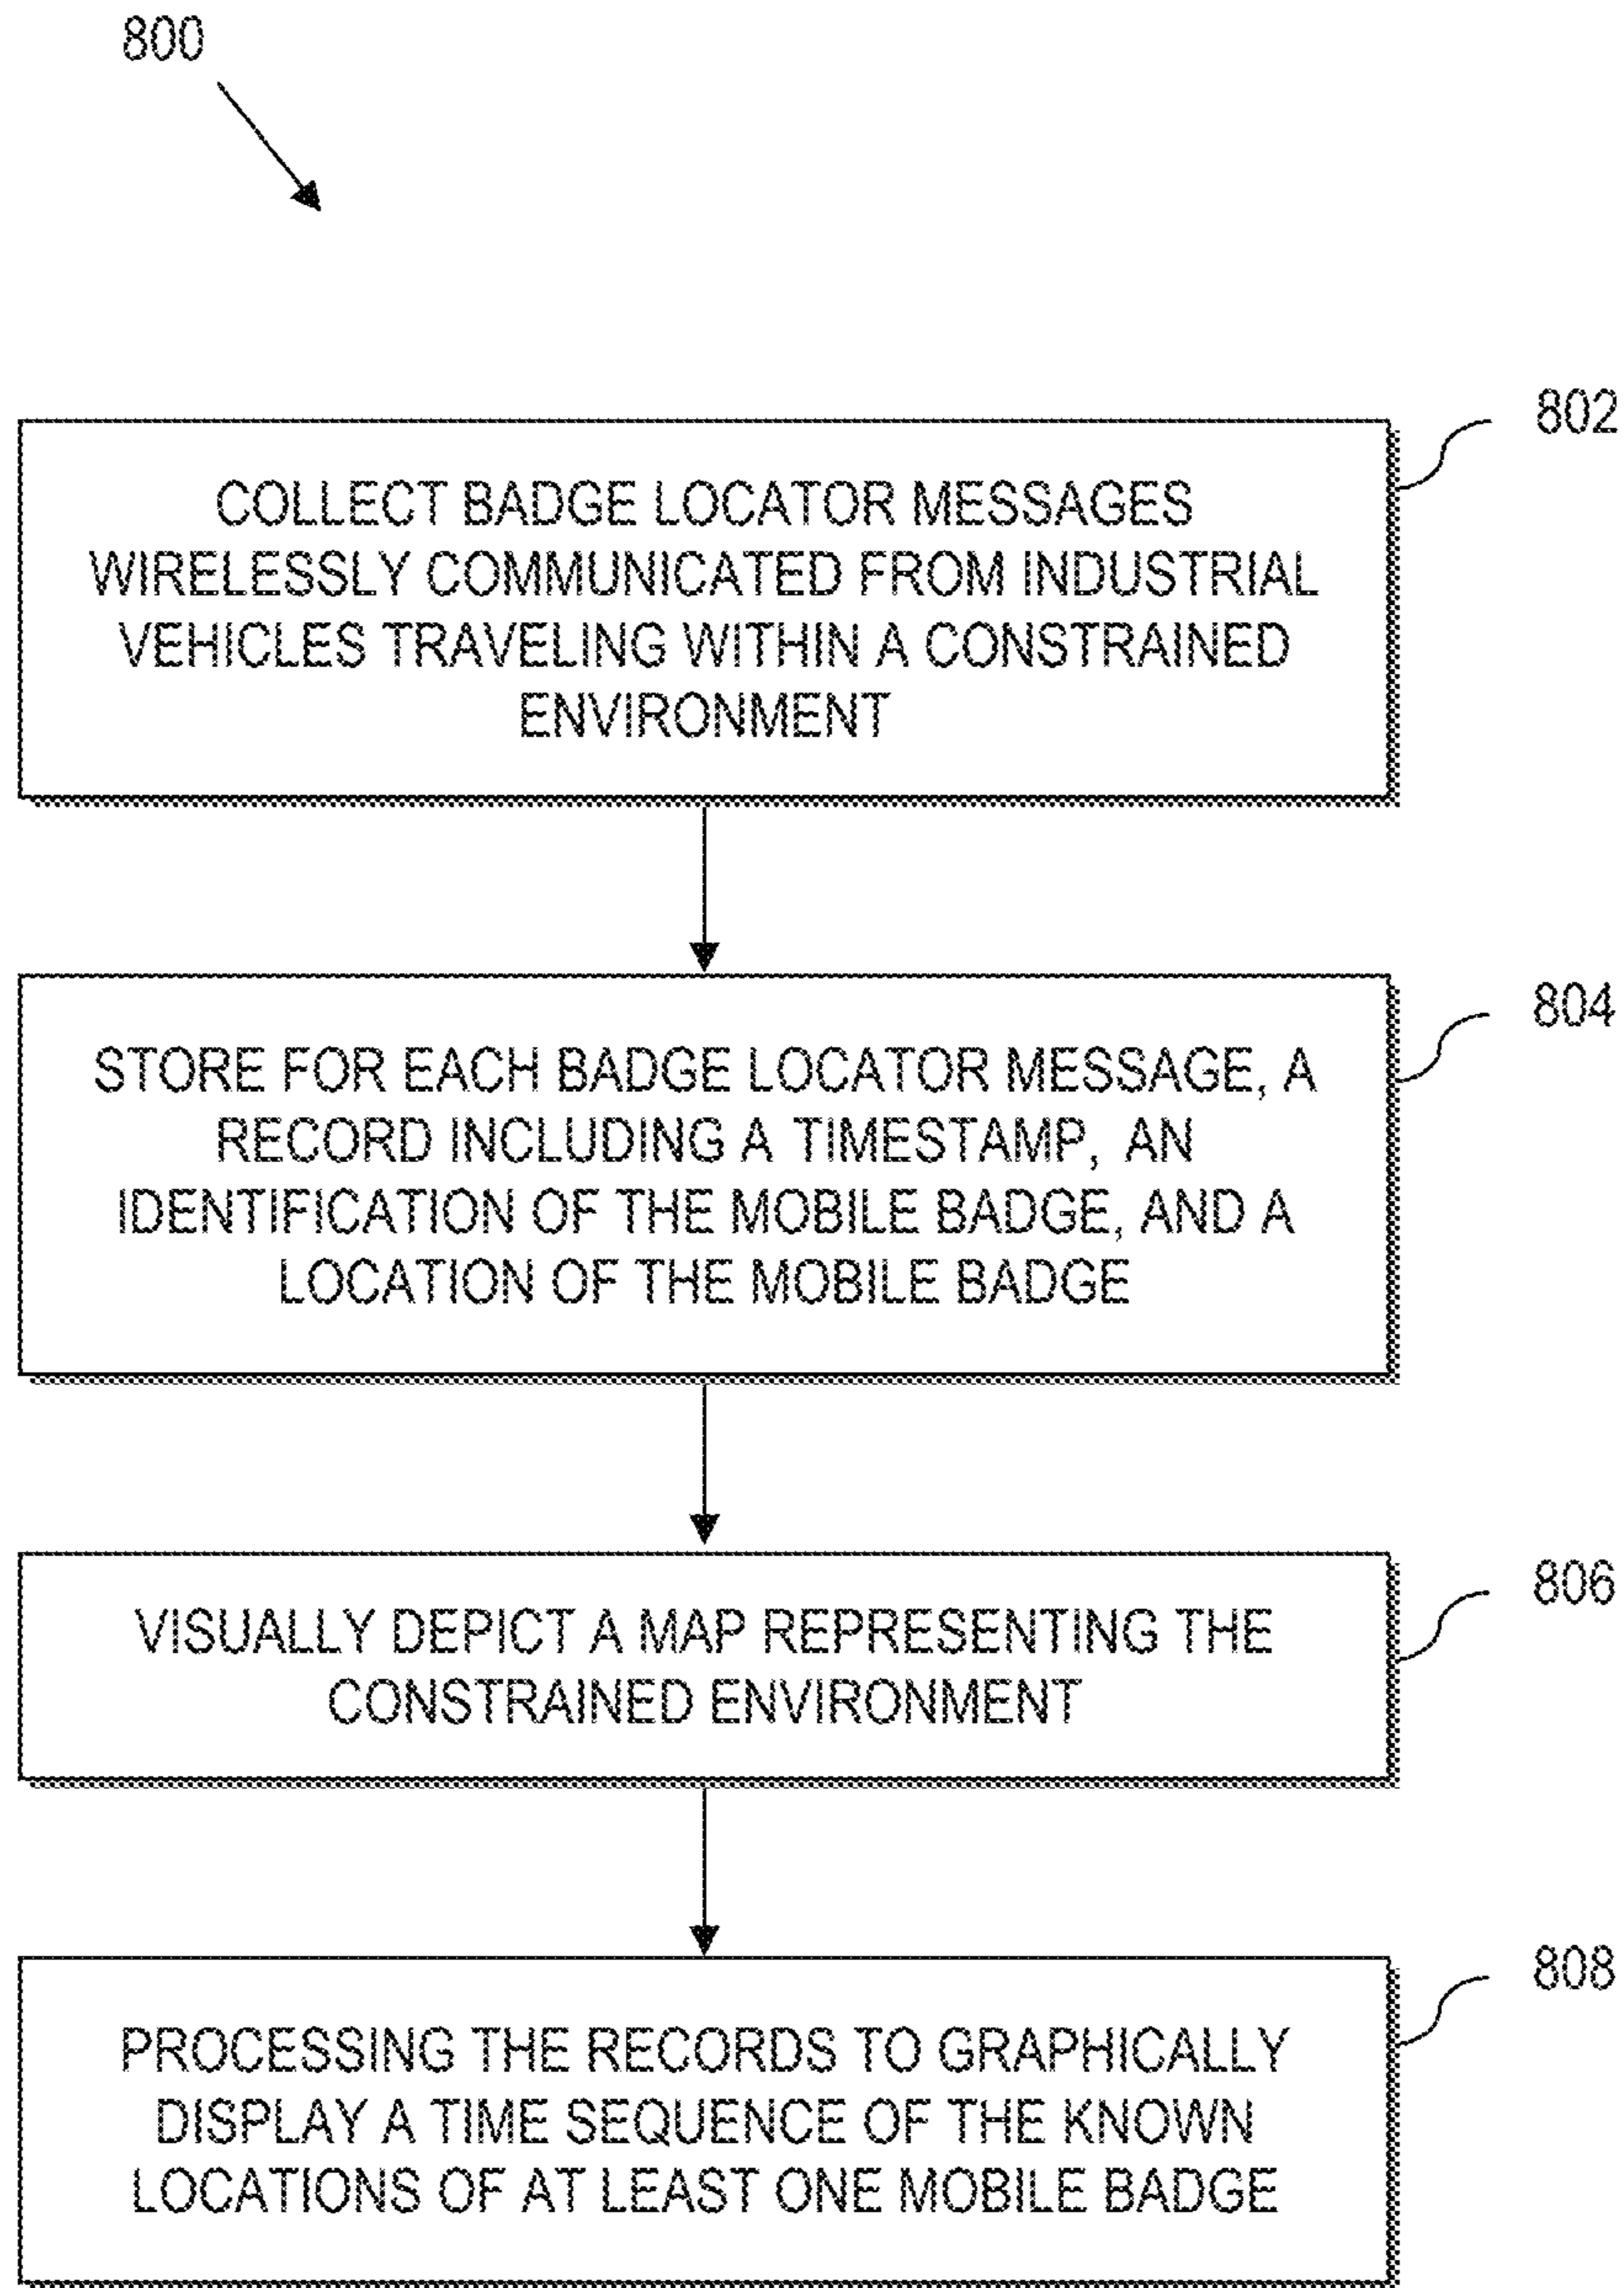 800
802
COLLECT BADGE LOCATOR MESSAGES
WIRELESSLY COMMUNICATED FROM INDUSTRIAL
VEHICLES TRAVELING WITHIN A CONSTRAINED
ENVIRONMENT
804
STORE FOR EACH BADGE LOCATOR MESSAGE, A
RECORD INCLUDING A TIMESTAMP, AN
IDENTIFICATION OF THE MOBILE BADGE, AND A
LOCATION OF THE MOBILE BADGE
806
VISUALLY DEPICT A MAP REPRESENTING THE
CONSTRAINED ENVIRONMENT
808
PROCESSING THE RECORDS TO GRAPHICALLY
DISPLAY A TIME SEQUENCE OF THE KNOWN
LOCATIONS OF AT LEAST ONE MOBILE BADGE